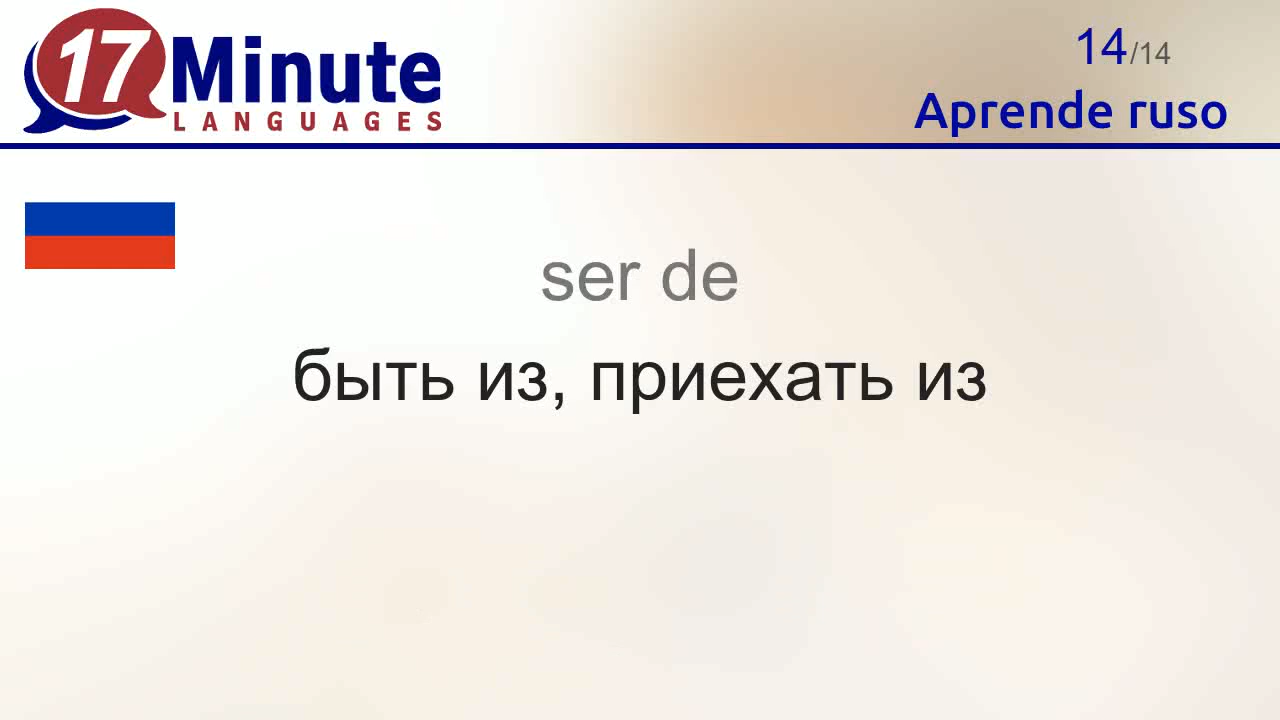 17 Minute
LANGUAGES
14/14
Aprende ruso
ser de
быть из, приехать из